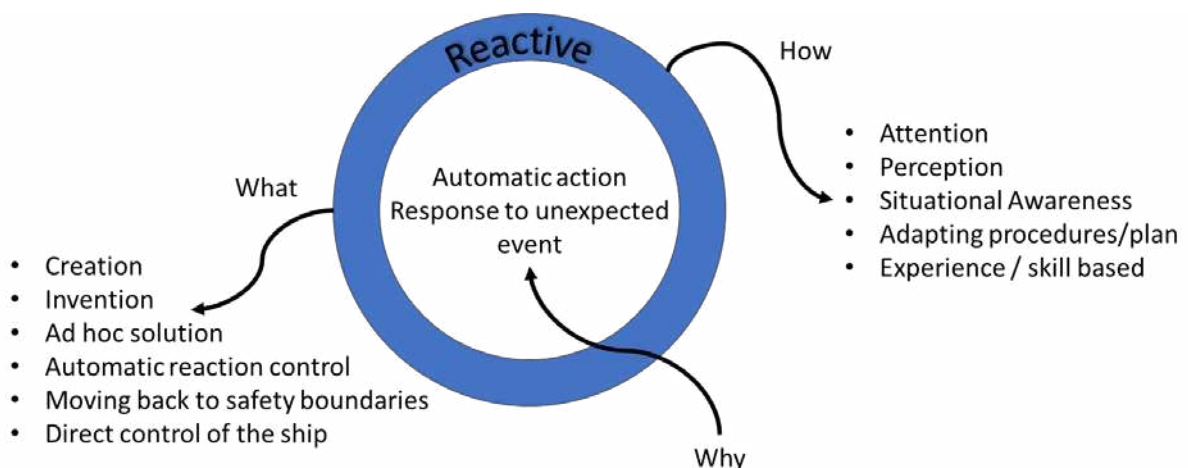 Reactive
How
• Attention
• Perception
• Situational Awareness
• Adapting procedures/plan
• Experience / skill based
What
Automatic action
Response to unexpected
event
• Creation
• Invention
• Ad hoc solution
• Automatic reaction control
• Moving back to safety boundaries
• Direct control of the ship
Why